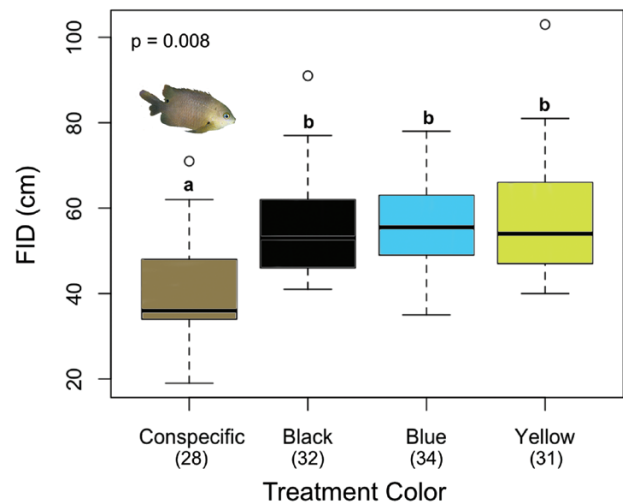 p = 0.008
FID (cm)
100
80
60
40
20
a
b
b
b
Conspecific Black Blue Yellow
(28) (32) (34) (31)
Treatment Color